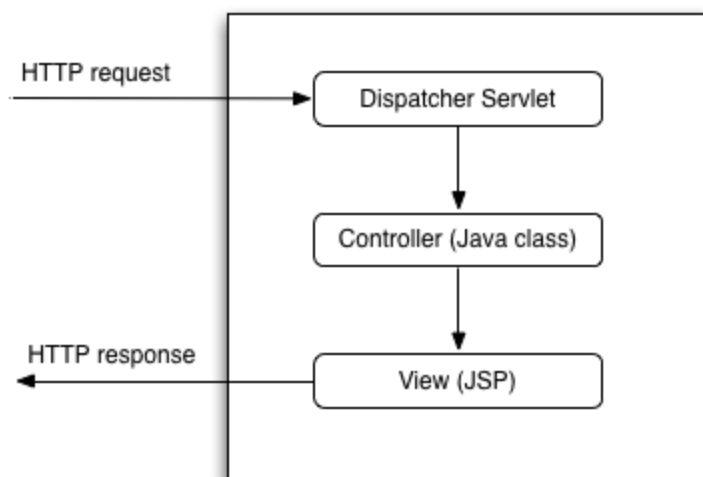 HTTP request
Dispatcher Servlet
Controller (Java class)
HTTP response
View (JSP)